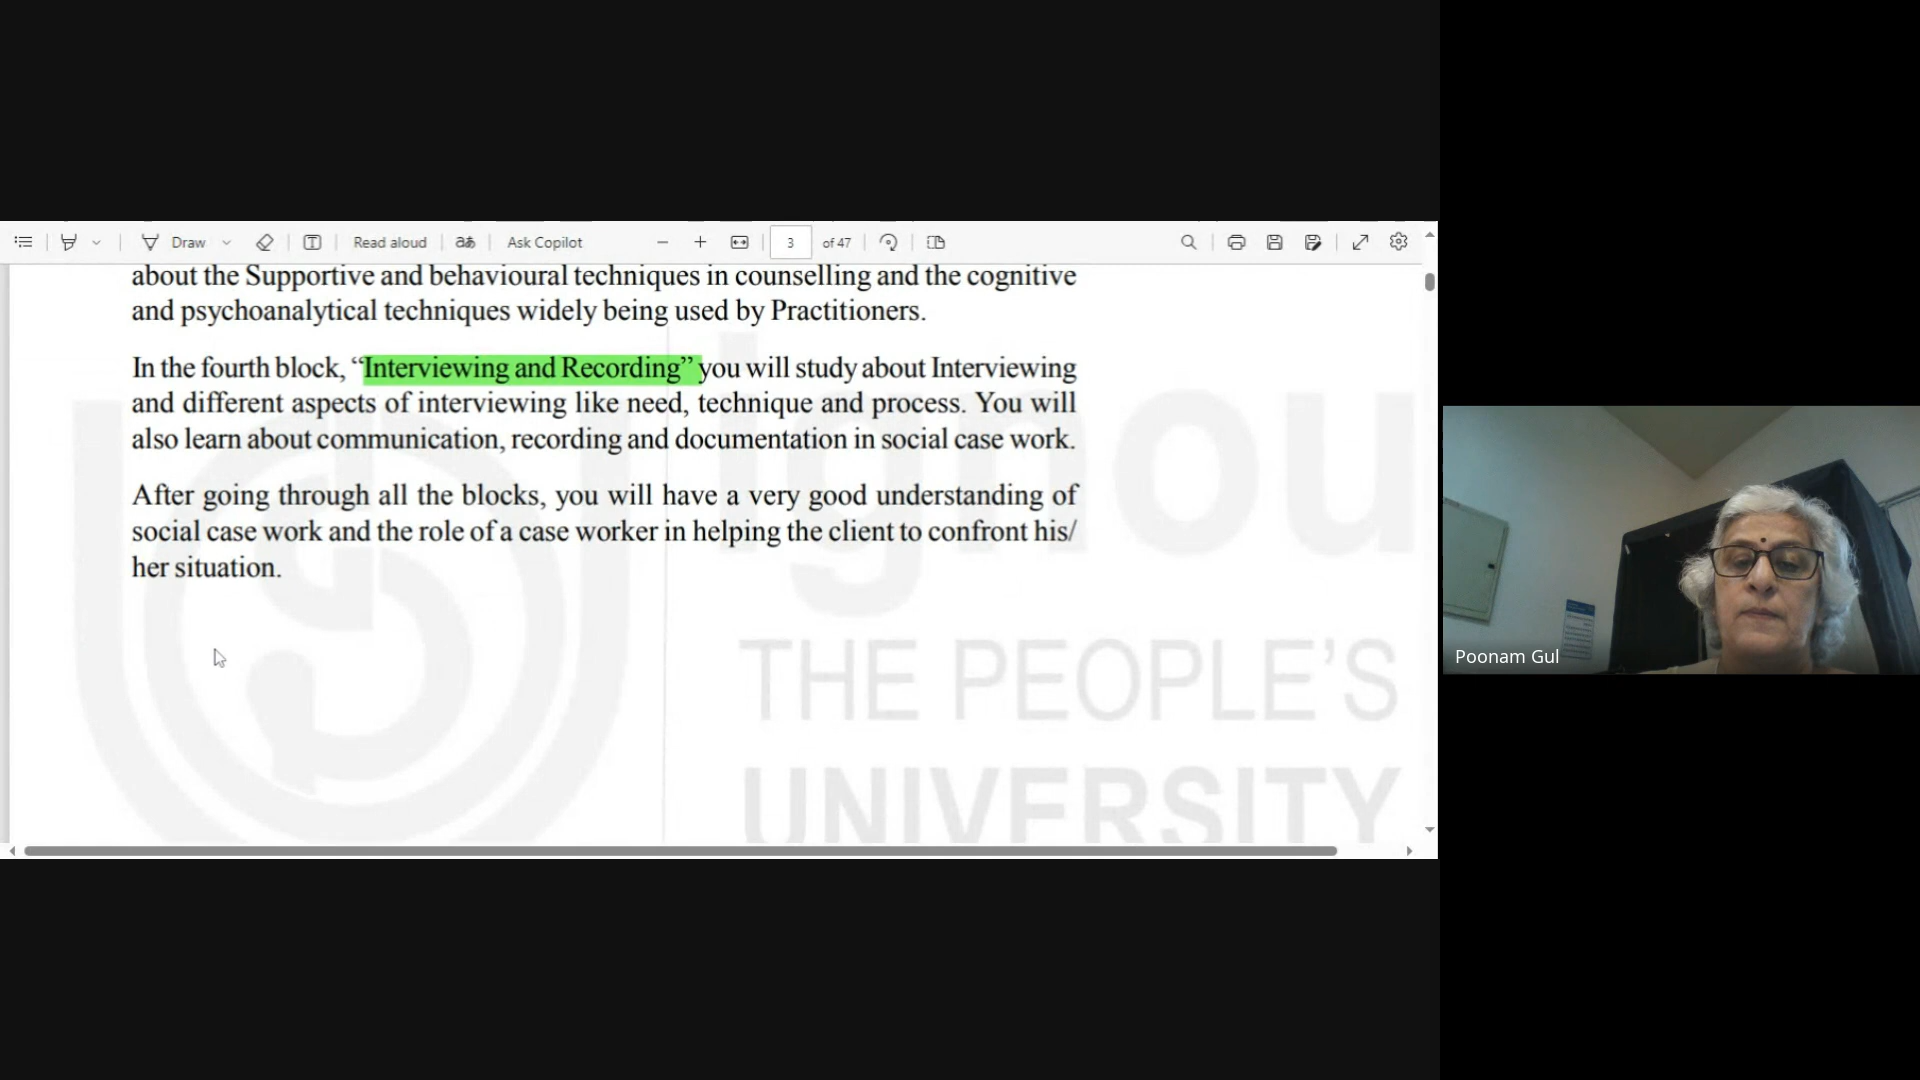 Draw
Read aloud
Ask Copilot
3
of 47
about the Supportive and behavioural techniques in counselling and the cognitive
and psychoanalytical techniques widely being used by Practitioners.
In the fourth block, “Interviewing and Recording” you will study about Interviewing
and different aspects of interviewing like need, technique and process. You will
also learn about communication, recording and documentation in social case work.
After going through all the blocks, you will have a very good understanding of
social case work and the role of a case worker in helping the client to confront his/
her situation.
ignou
THE PEOPLE’S
UNIVERSITY
Poonam Gul